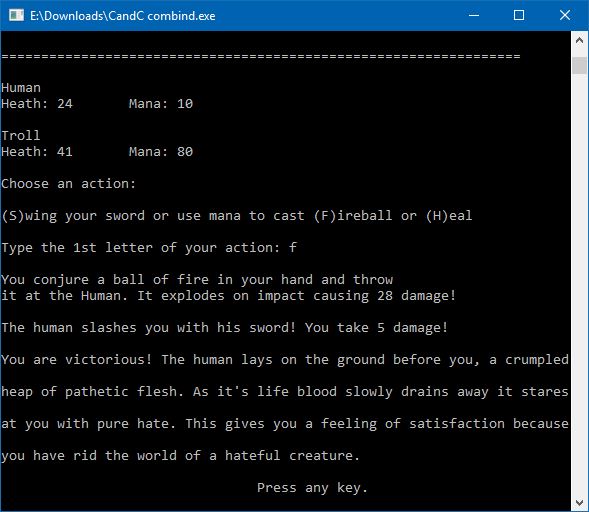 E:\Downloads\CandC combind.exe
=================================================================
Human
Heath: 24       Mana: 10
Troll
Heath: 41       Mana: 80
Choose an action:
(S)wing your sword or use mana to cast (F)ireball or (H)eal
Type the 1st letter of your action: f
You conjure a ball of fire in your hand and throw
it at the Human. It explodes on impact causing 28 damage!
The human slashes you with his sword! You take 5 damage!
You are victorious! The human lays on the ground before you, a crumpled
heap of pathetic flesh. As it's life blood slowly drains away it stares
at you with pure hate. This gives you a feeling of satisfaction because
you have rid the world of a hateful creature.
Press any key.